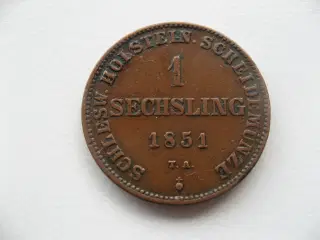 SCHLESW. HOLSTEIN. SCHEIDEMÜNZE
1
SECHSLING
1851
T.A.